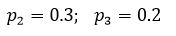 p₂ = 0.3; p₃ = 0.2